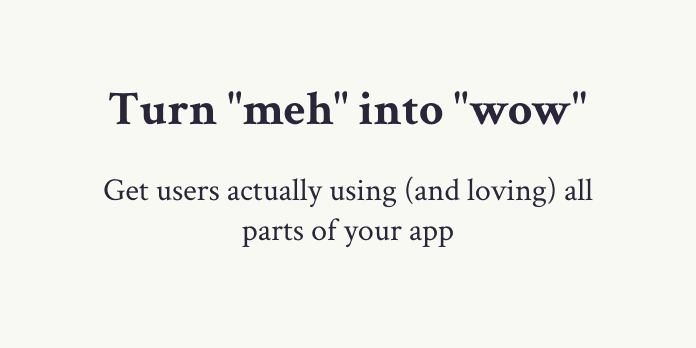 Turn "meh" into "wow"
Get users actually using (and loving) all
parts of your app